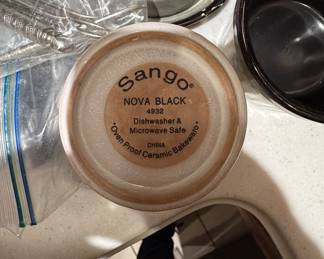 Sango®
NOVA BLACK
4932
Dishwasher &
Microwave Safe
CHINA
•Oven Proof Ceramic Bakeware•